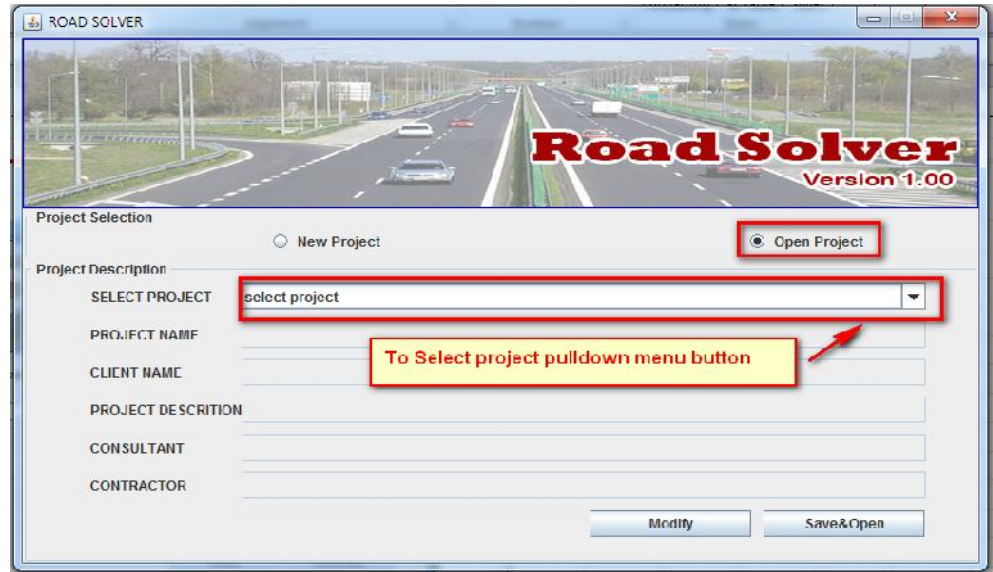 ROAD SOLVER
Road Solver
Version 1.00
Project Selection
New Project
Open Project
Project Description
SELECT PROJECT
select project
PROJECT NAME
To Select project pulldown menu button
CLIENT NAME
PROJECT DESCRITION
CONSULTANT
CONTRACTOR
Modify
Save&Open